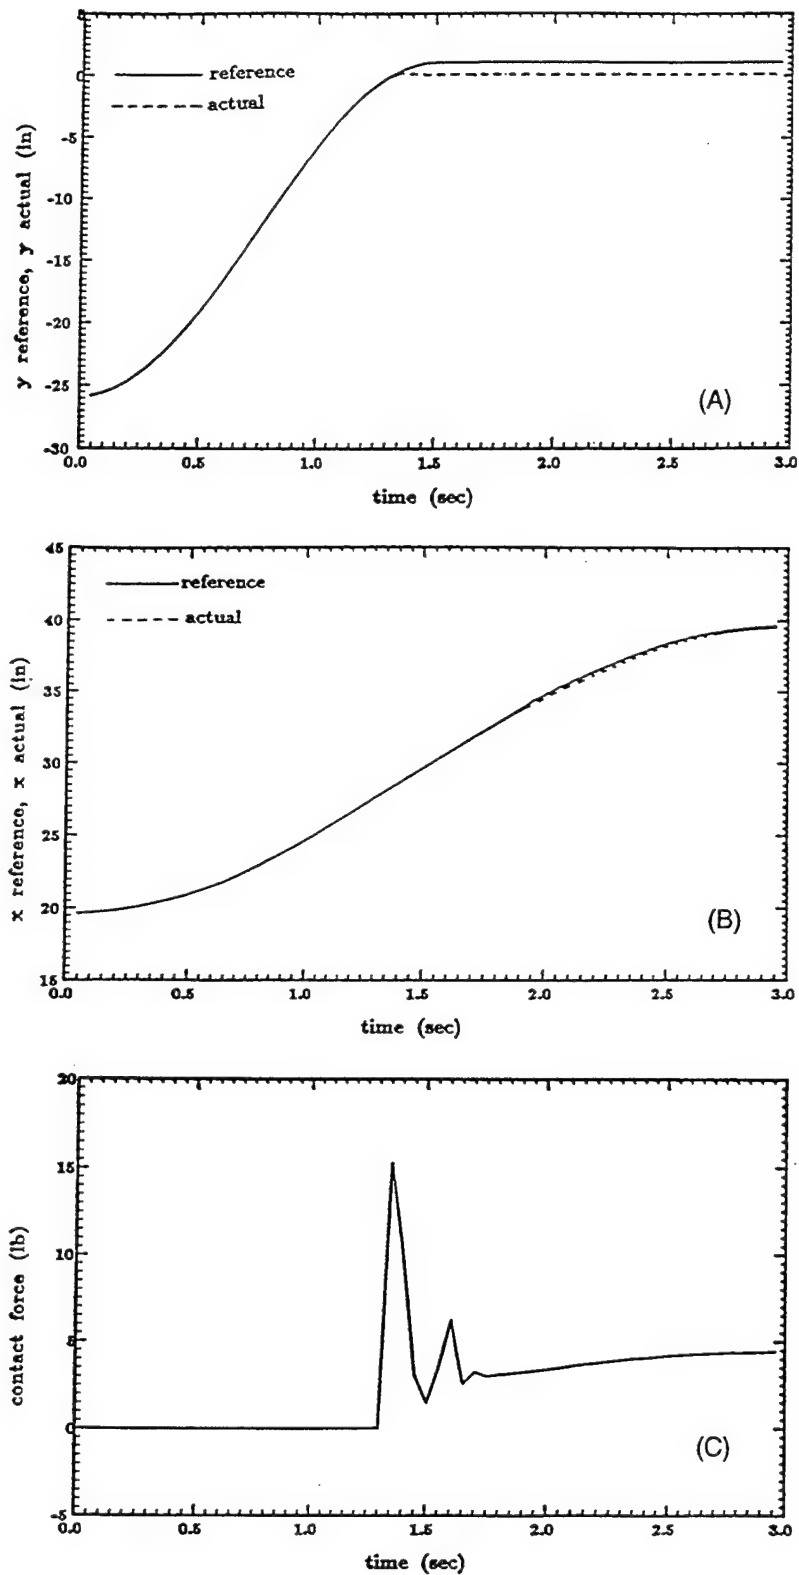 5
reference
0
actual
-5
-10
-15
-20
-25
-30
y reference, y actual (in)
(A)
0.0 0.5 1.0 1.5 2.0 2.5 3.0
time (sec)
45
reference
40
actual
35
30
25
20
15
x reference, x actual (in)
(B)
0.0 0.5 1.0 1.5 2.0 2.5 3.0
time (sec)
20
15
10
5
0
-5
contact force (lb)
(C)
0.0 0.5 1.0 1.5 2.0 2.5 3.0
time (sec)